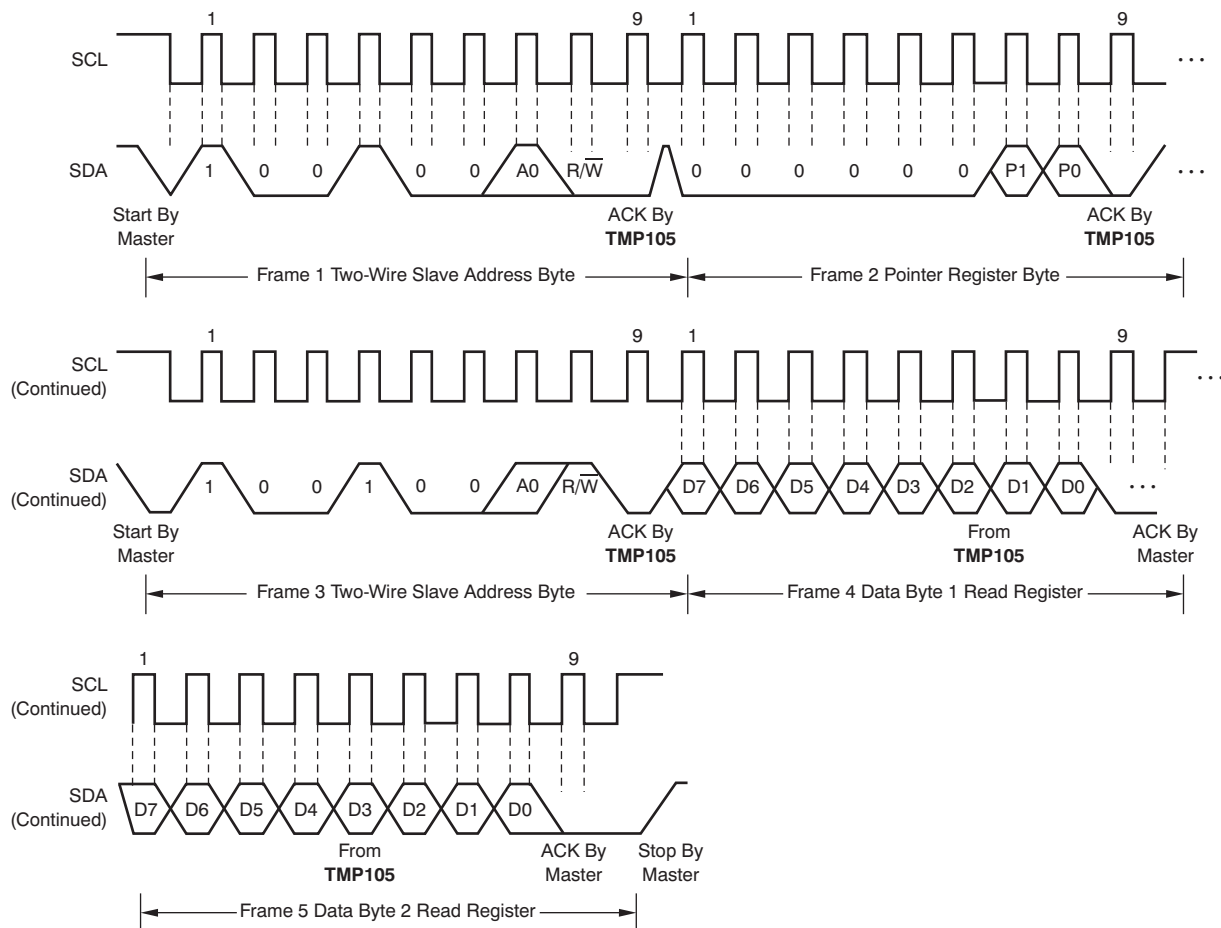 1 9 1 9
SCL ...
SDA 1 0 0 0 0 A0 R/W̅ 0 0 0 0 0 0 P1 P0 ...
Start By Master
ACK By TMP105
ACK By TMP105
Frame 1 Two-Wire Slave Address Byte
Frame 2 Pointer Register Byte
1 9 1 9
SCL (Continued) ...
SDA (Continued) 1 0 0 1 0 0 A0 R/W̅ D7 D6 D5 D4 D3 D2 D1 D0 ...
Start By Master
ACK By TMP105
From TMP105
ACK By Master
Frame 3 Two-Wire Slave Address Byte
Frame 4 Data Byte 1 Read Register
1 9
SCL (Continued)
SDA (Continued) D7 D6 D5 D4 D3 D2 D1 D0
From TMP105
ACK By Master
Stop By Master
Frame 5 Data Byte 2 Read Register